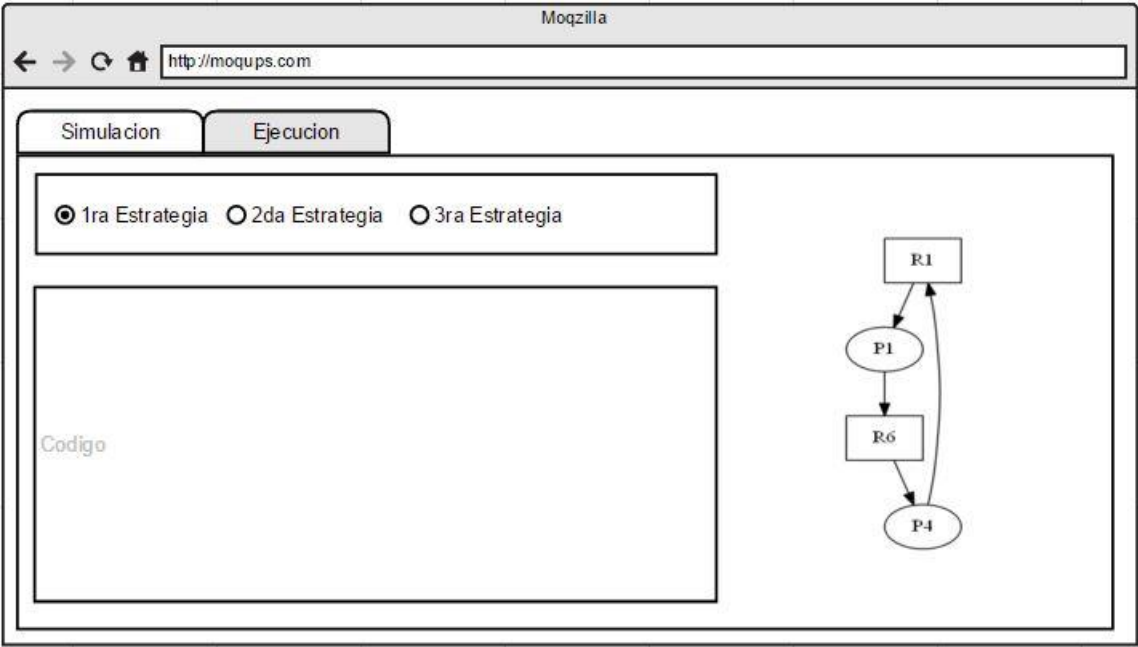 Moqzilla
http://moqups.com
Simulacion Ejecucion
1ra Estrategia 2da Estrategia 3ra Estrategia
Codigo
R1
P1
R6
P4